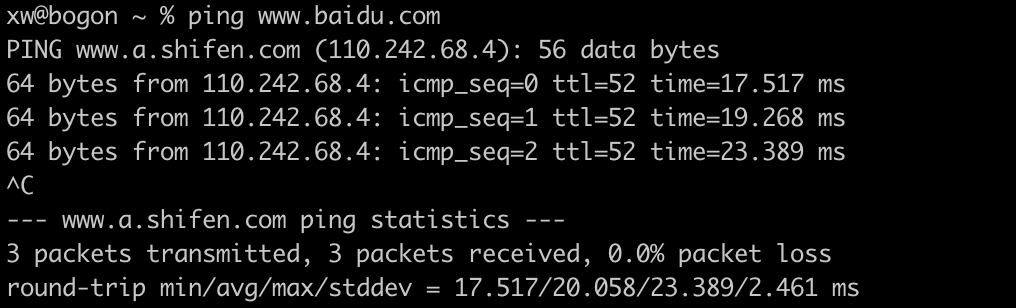 xw@bogon ~ % ping www.baidu.com
PING www.a.shifen.com (110.242.68.4): 56 data bytes
64 bytes from 110.242.68.4: icmp_seq=0 ttl=52 time=17.517 ms
64 bytes from 110.242.68.4: icmp_seq=1 ttl=52 time=19.268 ms
64 bytes from 110.242.68.4: icmp_seq=2 ttl=52 time=23.389 ms
^C
--- www.a.shifen.com ping statistics ---
3 packets transmitted, 3 packets received, 0.0% packet loss
round-trip min/avg/max/stddev = 17.517/20.058/23.389/2.461 ms